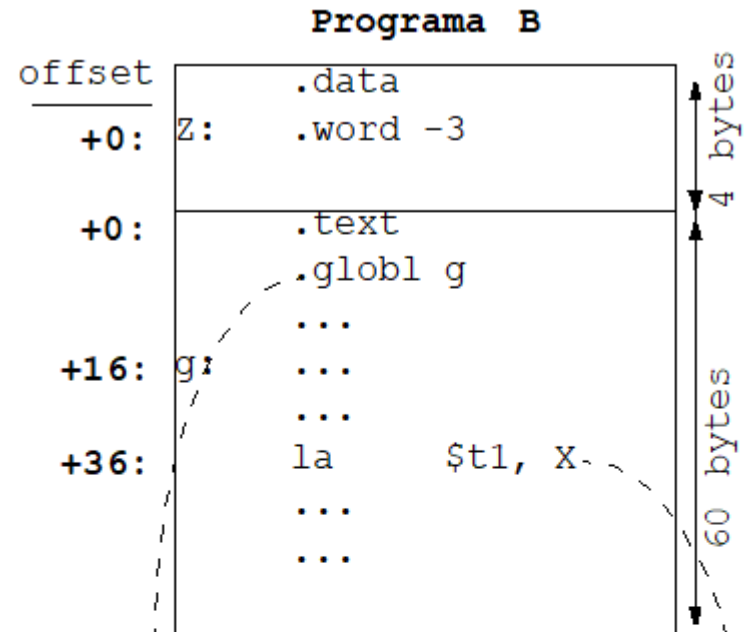 Programa B
offset
.data
+0: Z: .word -3
4 bytes
+0: .text
.globl g
...
+16: g: ...
...
+36: la $t1, X
...
...
60 bytes